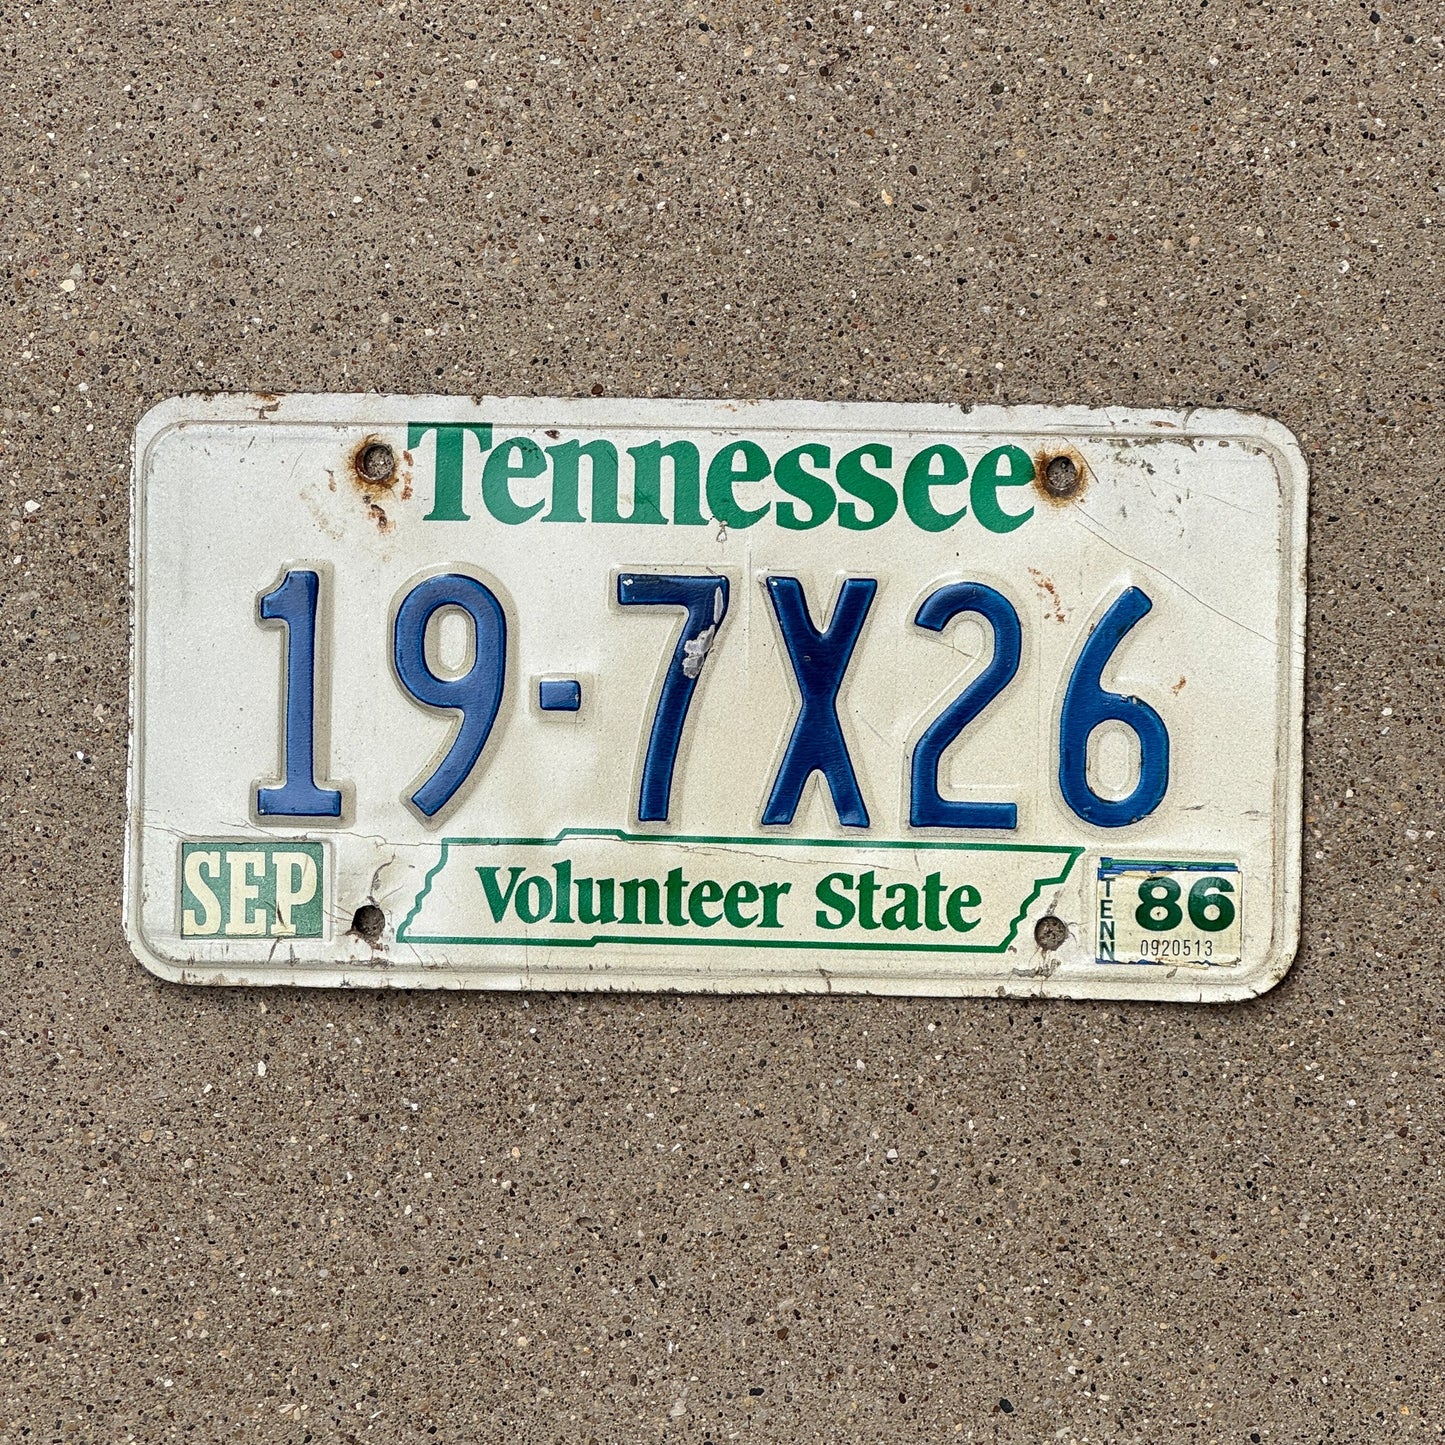 Tennessee
19-7X26
SEP
Volunteer State
TENN
86
0920513